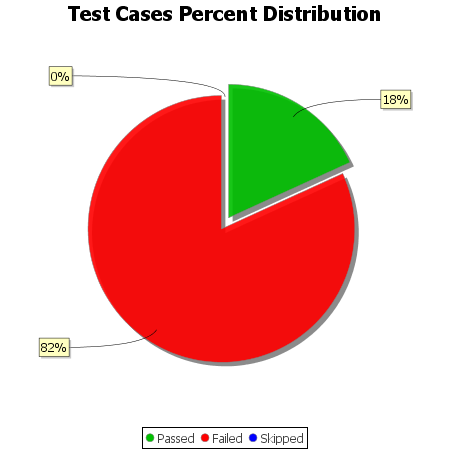 Test Cases Percent Distribution
0%
18%
82%
Passed Failed Skipped